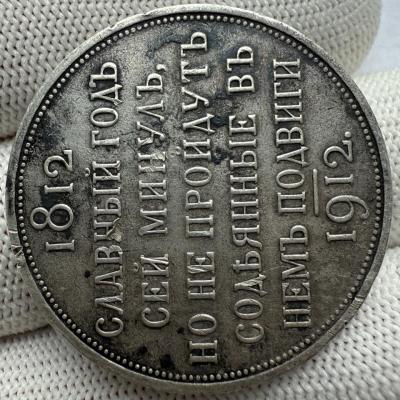 1812
СЛАВНЫЙ ГОДЪ
СЕЙ МИНУЛЪ,
НО НЕ ПРОЙДУТЪ
СОДѢЯННЫЕ ВЪ
НЕМЪ ПОДВИГИ
1912.